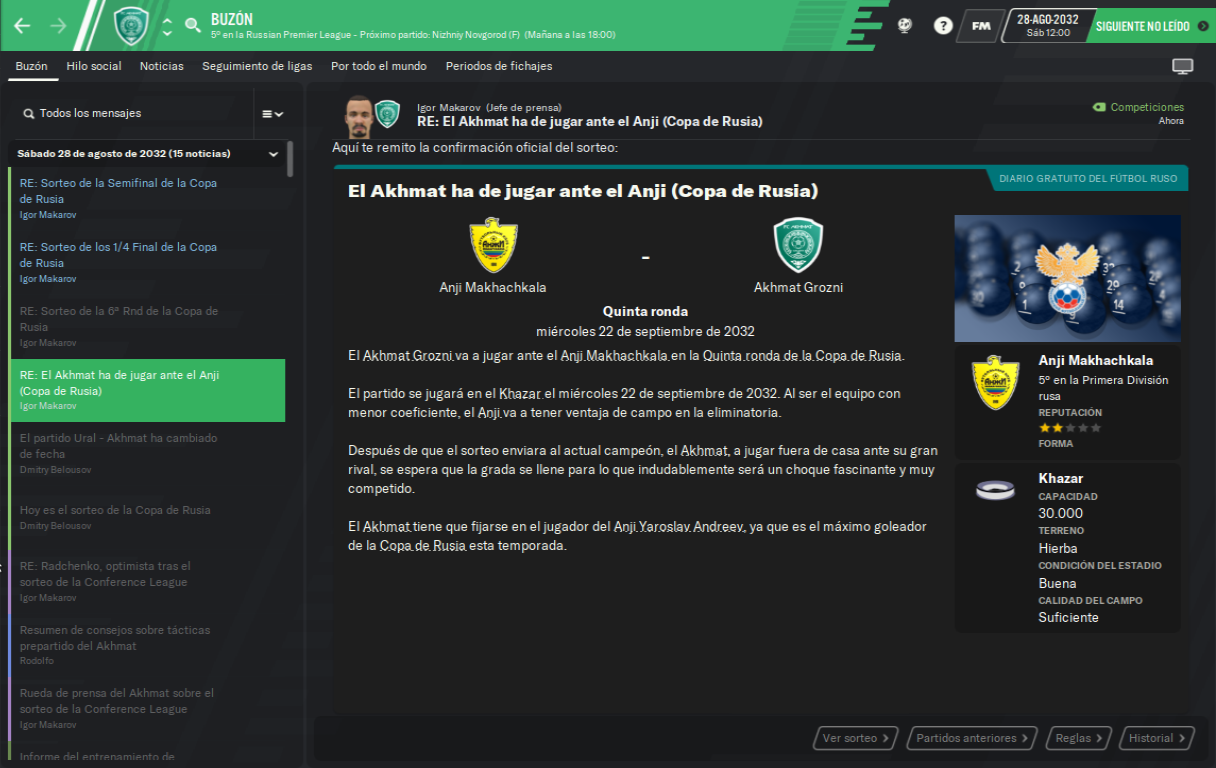 BUZÓN
5º en la Russian Premier League - Próximo partido: Nizhniy Novgorod (F) (Mañana a las 18:00)
?
FM
28-AGO-2032
Sáb 12:00
SIGUIENTE NO LEÍDO
Buzón
Hilo social
Noticias
Seguimiento de ligas
Por todo el mundo
Periodos de fichajes
Todos los mensajes
Sábado 28 de agosto de 2032 (15 noticias)
RE: Sorteo de la Semifinal de la Copa
de Rusia
Igor Makarov
RE: Sorteo de los 1/4 Final de la Copa
de Rusia
Igor Makarov
RE: Sorteo de la 6ª Rnd de la Copa de
Rusia
Igor Makarov
RE: El Akhmat ha de jugar ante el Anji
(Copa de Rusia)
Igor Makarov
El partido Ural - Akhmat ha cambiado
de fecha
Dmitry Belousov
Hoy es el sorteo de la Copa de Rusia
Dmitry Belousov
RE: Radchenko, optimista tras el
sorteo de la Conference League
Igor Makarov
Resumen de consejos sobre tácticas
prepartido del Akhmat
Rodolfo
Rueda de prensa del Akhmat sobre el
sorteo de la Conference League
Igor Makarov
Informe del entrenamiento de
Igor Makarov (Jefe de prensa)
RE: El Akhmat ha de jugar ante el Anji (Copa de Rusia)
Competiciones
Ahora
Aquí te remito la confirmación oficial del sorteo:
DIARIO GRATUITO DEL FÚTBOL RUSO
El Akhmat ha de jugar ante el Anji (Copa de Rusia)
-
Anji Makhachkala
Akhmat Grozni
Quinta ronda
miércoles 22 de septiembre de 2032
El Akhmat Grozni va a jugar ante el Anji Makhachkala en la Quinta ronda de la Copa de Rusia.
El partido se jugará en el Khazar el miércoles 22 de septiembre de 2032. Al ser el equipo con
menor coeficiente, el Anji va a tener ventaja de campo en la eliminatoria.
Después de que el sorteo enviara al actual campeón, el Akhmat, a jugar fuera de casa ante su gran
rival, se espera que la grada se llene para lo que indudablemente será un choque fascinante y muy
competido.
El Akhmat tiene que fijarse en el jugador del Anji Yaroslav Andreev, ya que es el máximo goleador
de la Copa de Rusia esta temporada.
Anji Makhachkala
5º en la Primera División
rusa
REPUTACIÓN
FORMA
Khazar
CAPACIDAD
30.000
TERRENO
Hierba
CONDICIÓN DEL ESTADIO
Buena
CALIDAD DEL CAMPO
Suficiente
Ver sorteo
Partidos anteriores
Reglas
Historial